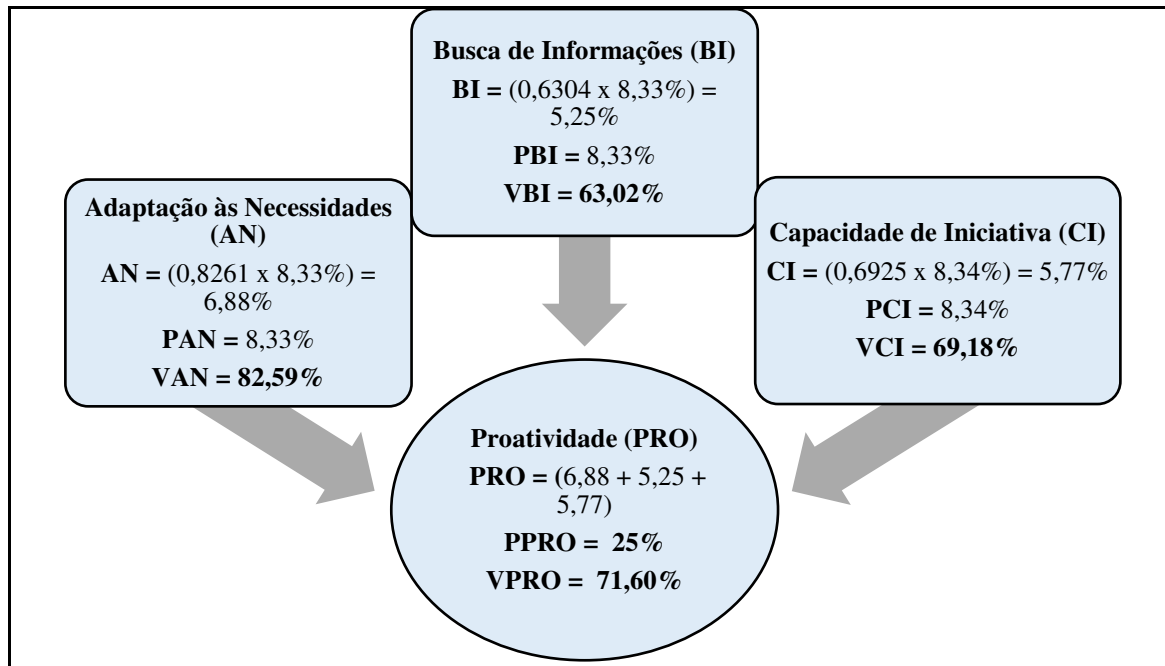 Busca de Informações (BI)
BI = (0,6304 x 8,33%) =
5,25%
PBI = 8,33%
VBI = 63,02%
Adaptação às Necessidades
(AN)
AN = (0,8261 x 8,33%) =
6,88%
PAN = 8,33%
VAN = 82,59%
Capacidade de Iniciativa (CI)
CI = (0,6925 x 8,34%) = 5,77%
PCI = 8,34%
VCI = 69,18%
Proatividade (PRO)
PRO = (6,88 + 5,25 +
5,77)
PPRO = 25%
VPRO = 71,60%